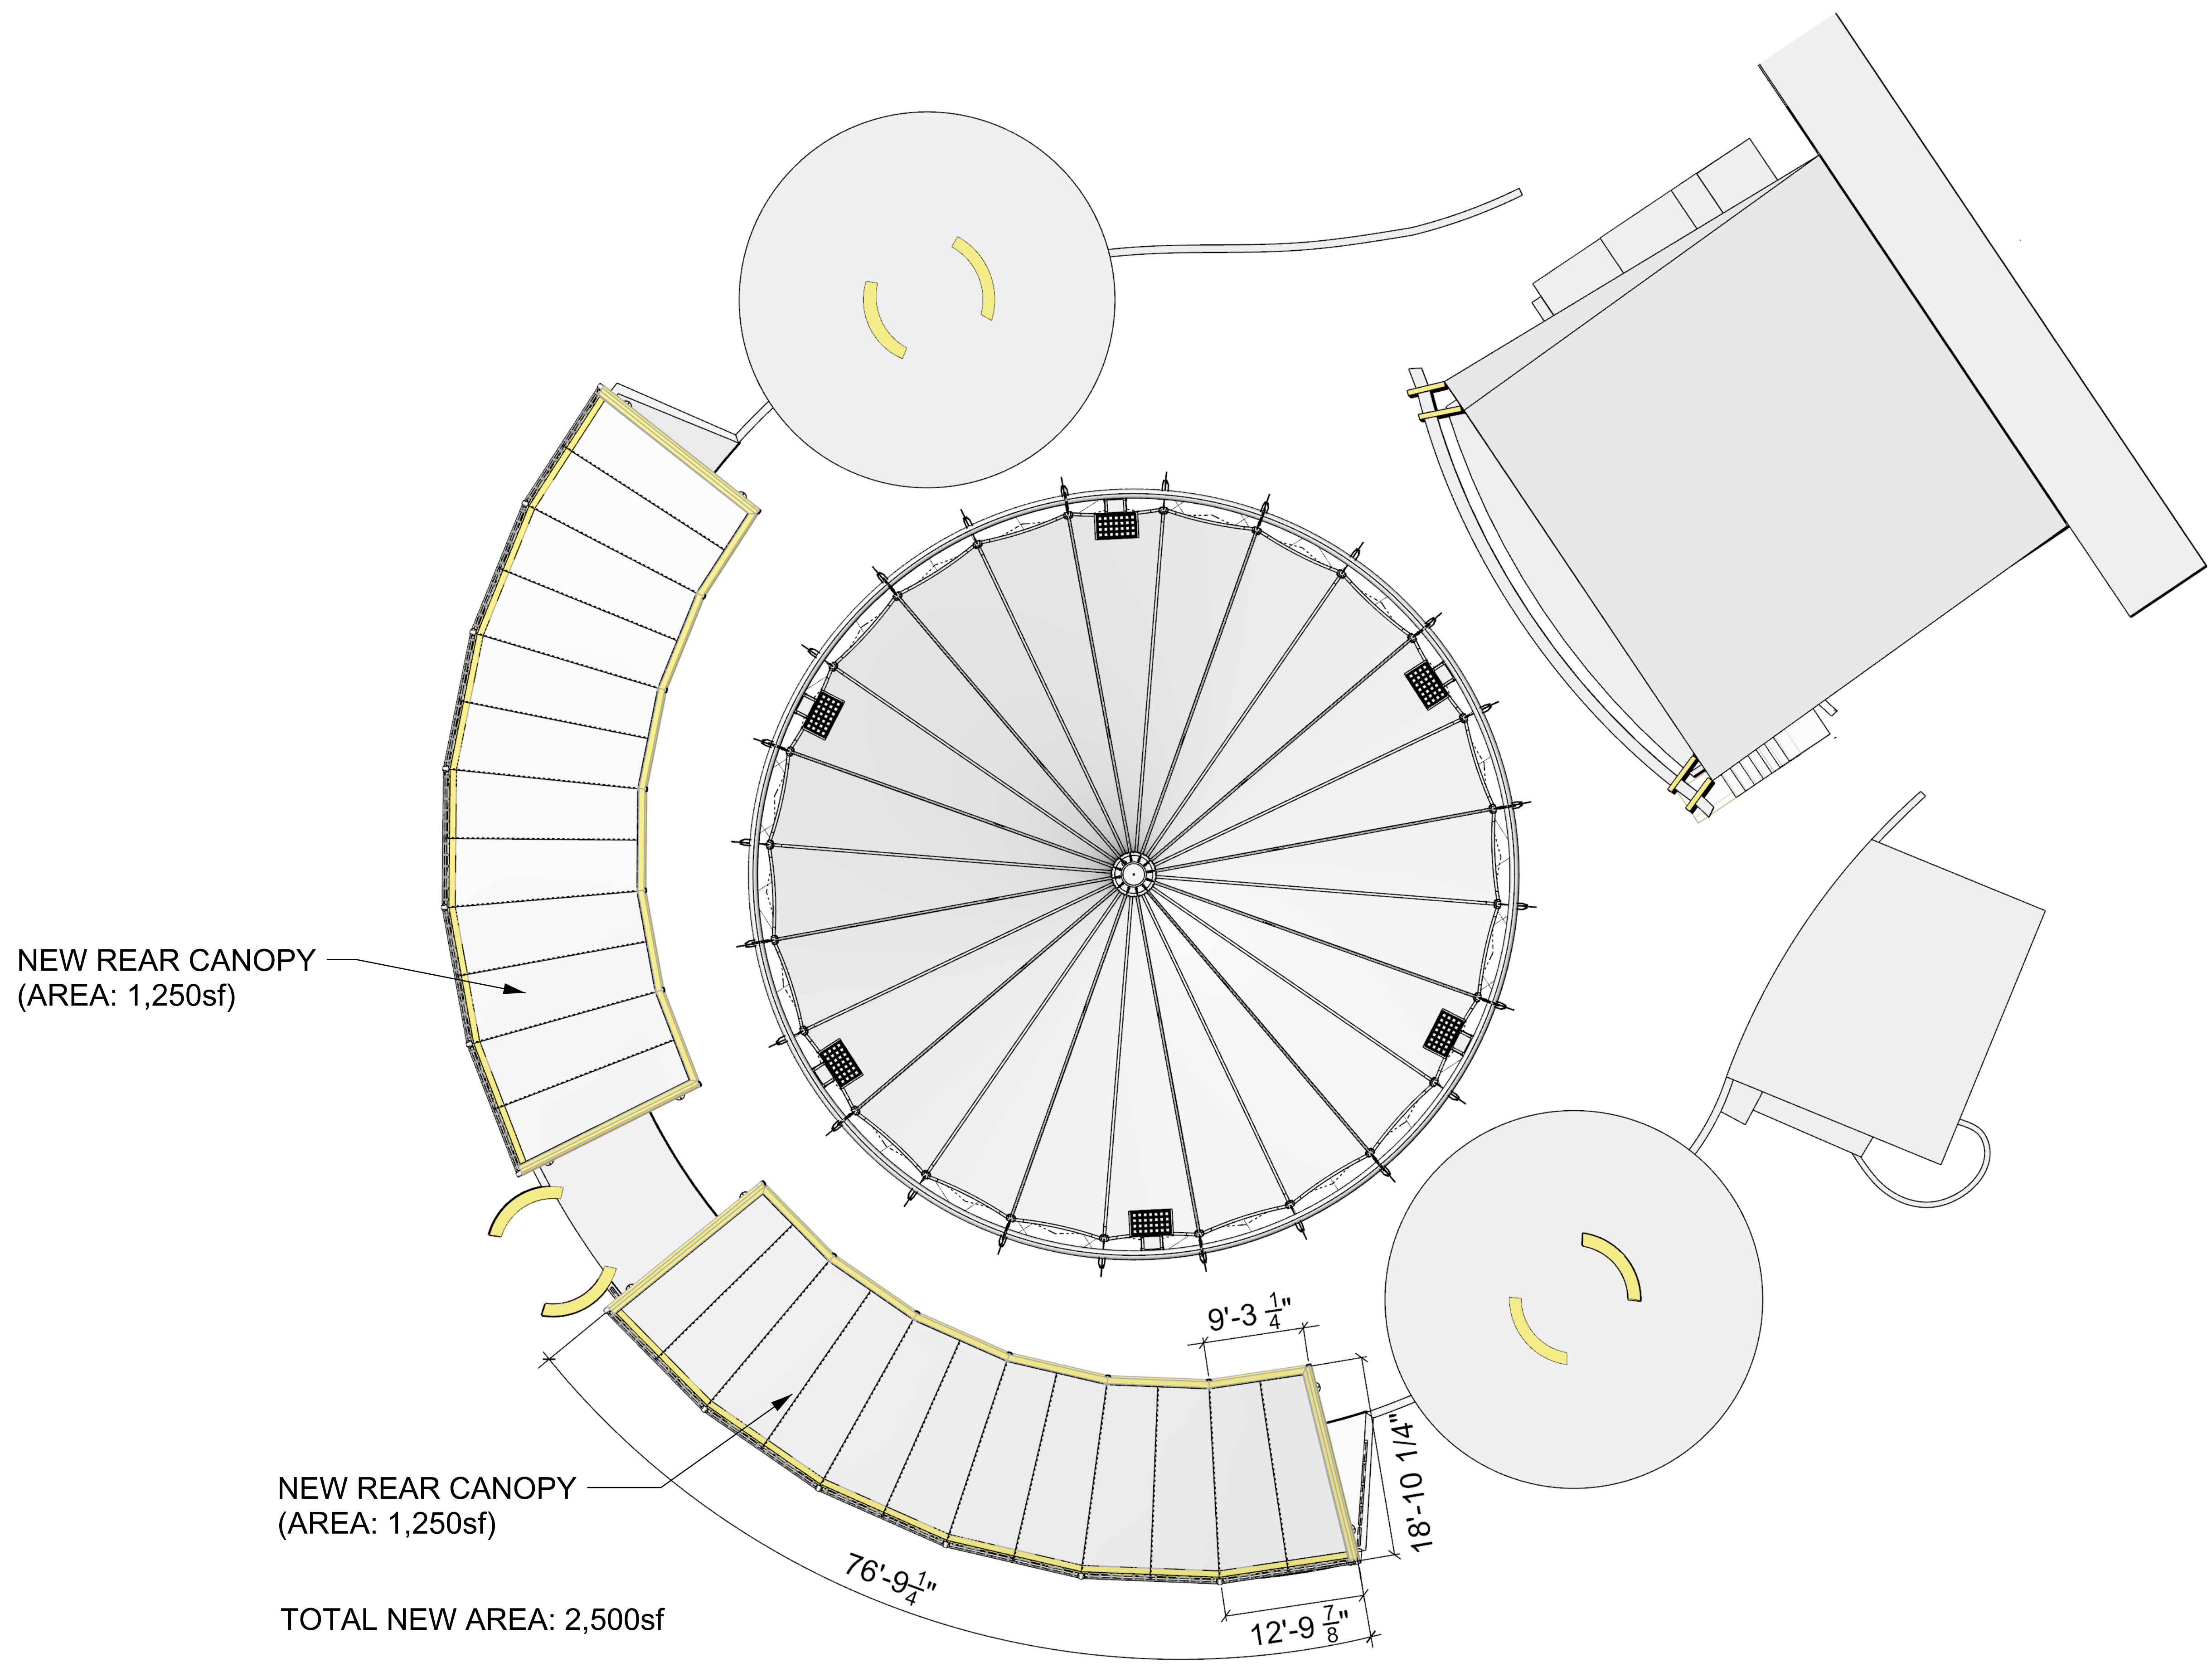 NEW REAR CANOPY
(AREA: 1,250sf)
9'-3 1/4"
18'-10 1/4"
NEW REAR CANOPY
(AREA: 1,250sf)
76'-9 1/4"
12'-9 7/8"
TOTAL NEW AREA: 2,500sf